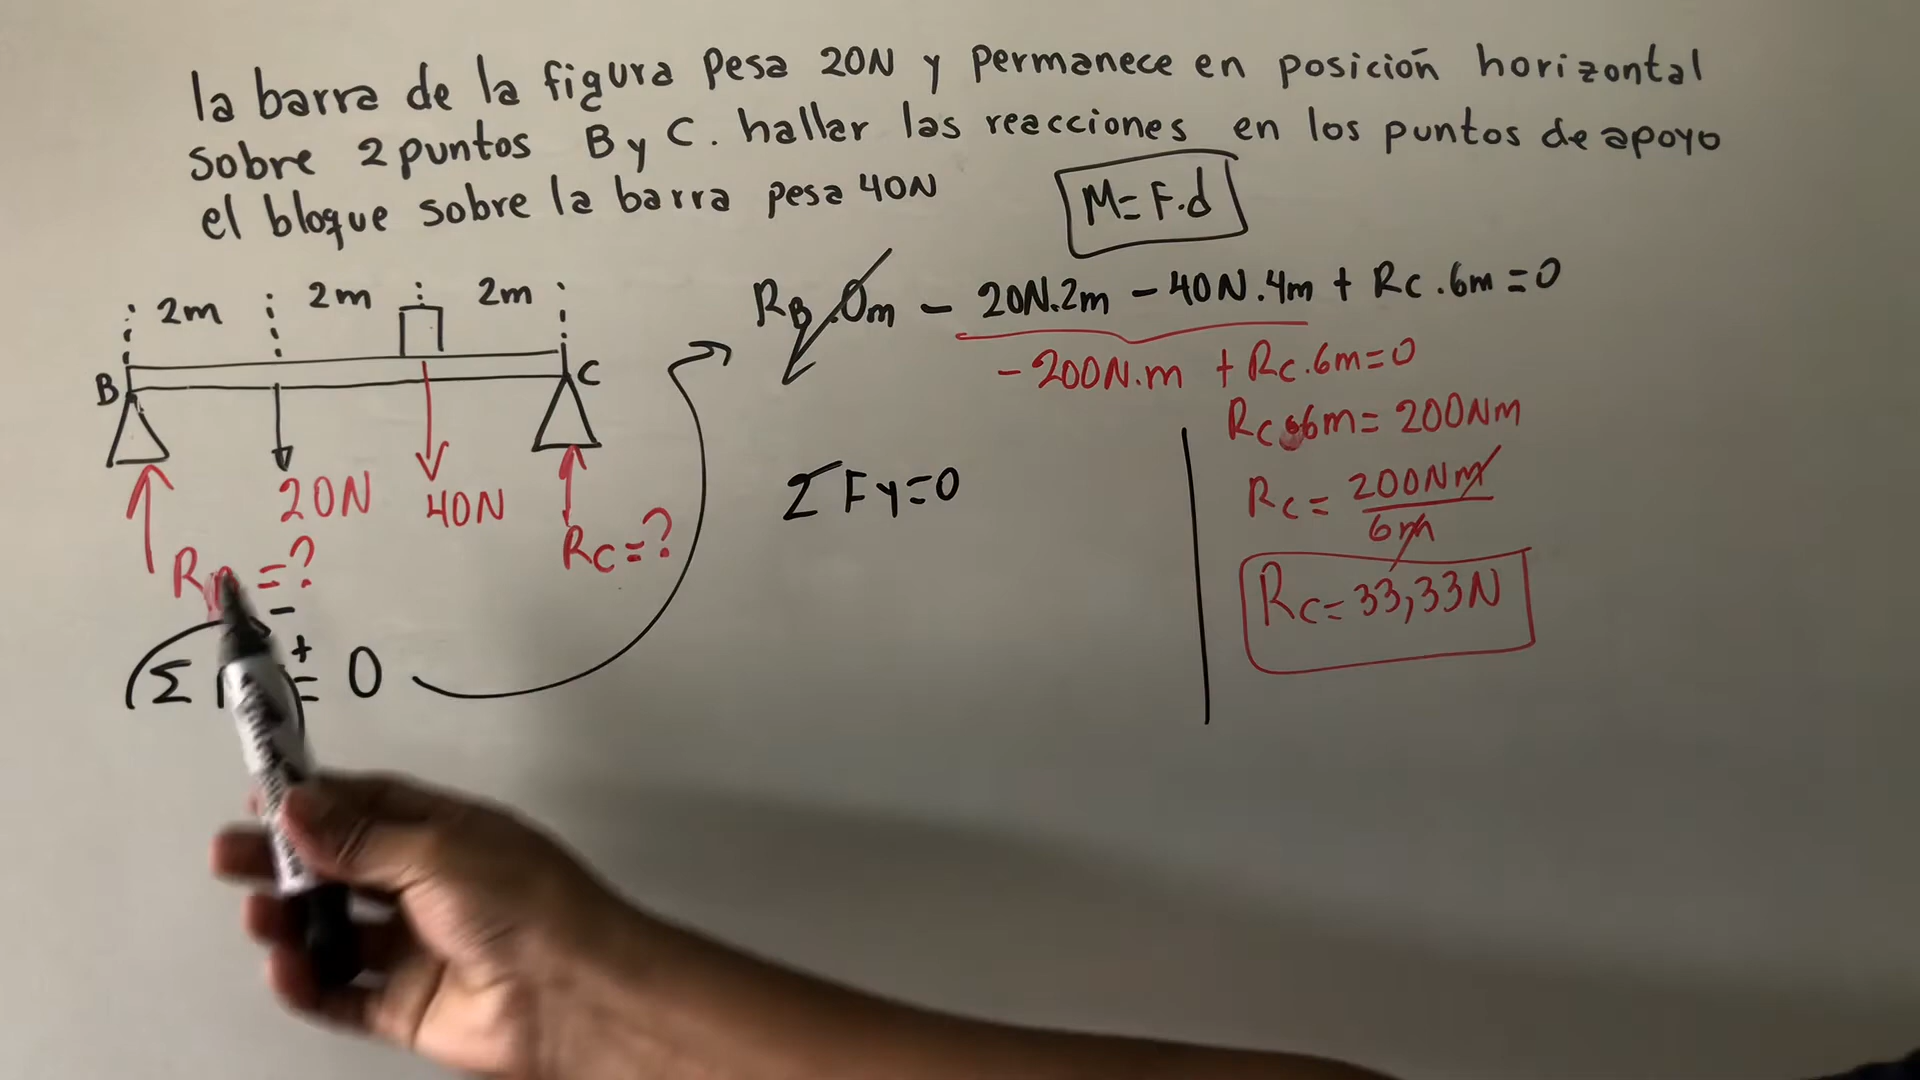 la barra de la figura pesa 20N y permanece en posición horizontal
sobre 2 puntos B y C. hallar las reacciones en los puntos de apoyo
el bloque sobre la barra pesa 40N
M=F.d
2m 2m 2m
B C
20N 40N
RB=? RC=?
Σ = 0
- +
RB.0m - 20N.2m - 40N.4m + Rc.6m=0
-200N.m + Rc.6m=0
Rc.6m= 200Nm
Rc= 200Nm
6m
Rc=33,33N
ΣFy=0